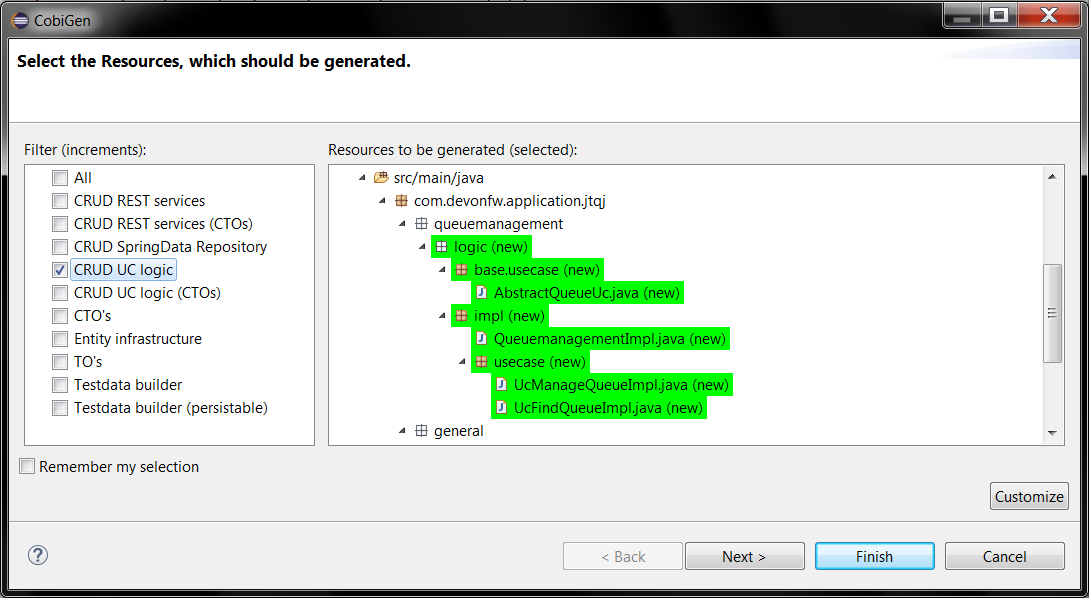 CobiGen
Select the Resources, which should be generated.
Filter (increments):
All
CRUD REST services
CRUD REST services (CTOs)
CRUD SpringData Repository
CRUD UC logic
CRUD UC logic (CTOs)
CTO's
Entity infrastructure
TO's
Testdata builder
Testdata builder (persistable)
Remember my selection
Resources to be generated (selected):
src/main/java
com.devonfw.application.jtqj
queuemanagement
logic (new)
base.usecase (new)
AbstractQueueUc.java (new)
impl (new)
QueuemanagementImpl.java (new)
usecase (new)
UcManageQueueImpl.java (new)
UcFindQueueImpl.java (new)
general
Customize
?
< Back
Next >
Finish
Cancel